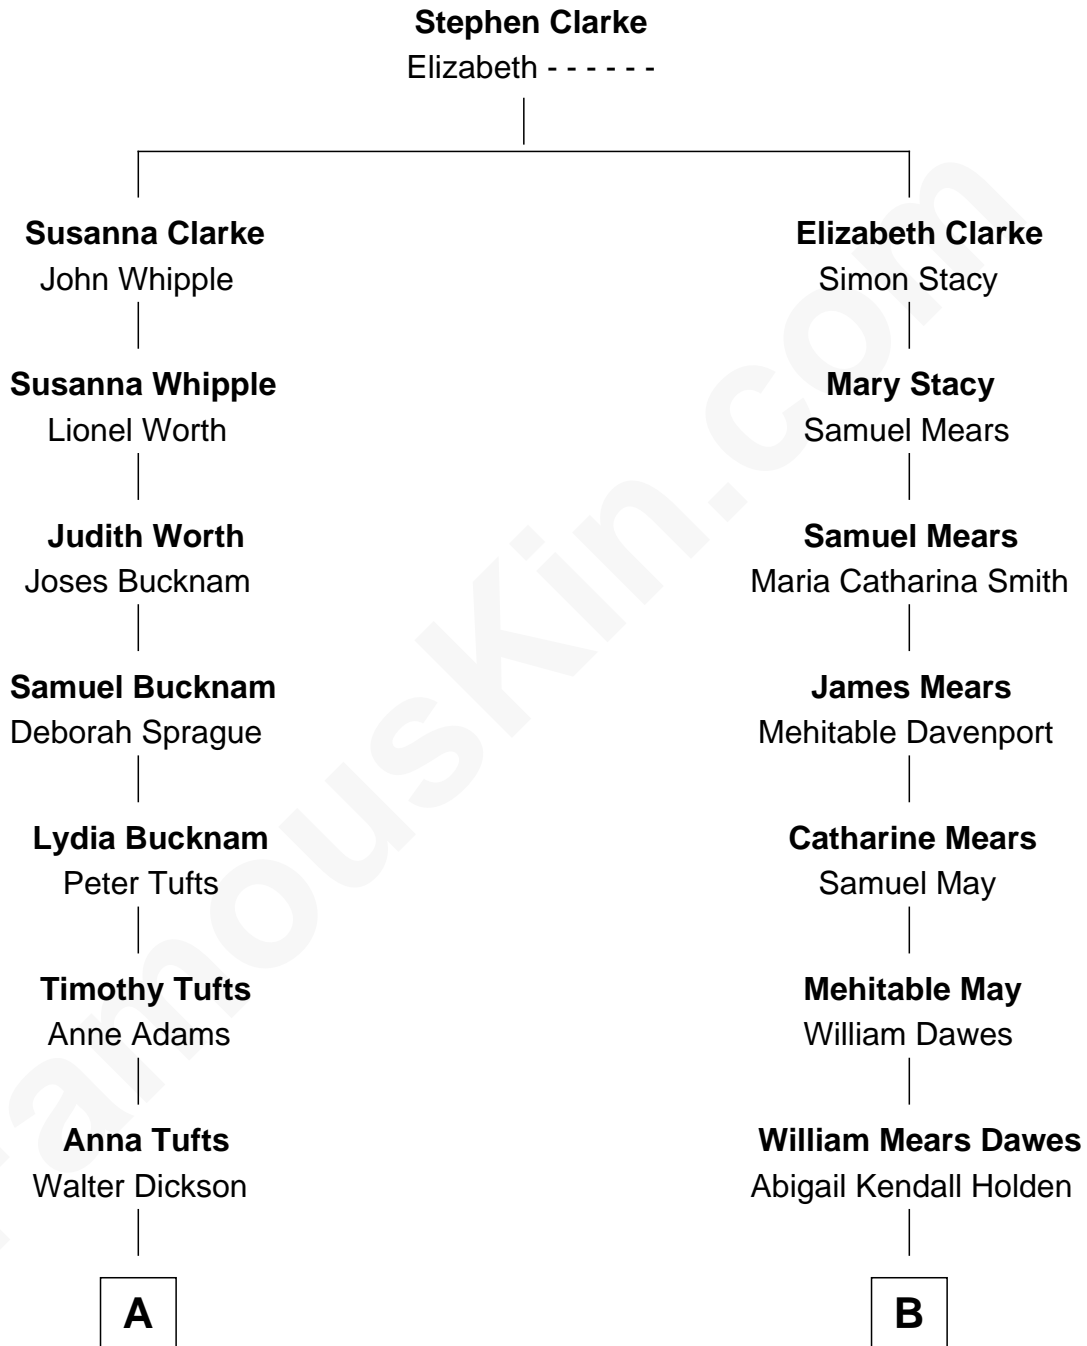 Stephen Clarke
Elizabeth - - - - - -
Susanna Clarke
John Whipple
Elizabeth Clarke
Simon Stacy
Susanna Whipple
Lionel Worth
Mary Stacy
Samuel Mears
Judith Worth
Joses Bucknam
Samuel Mears
Maria Catharina Smith
Samuel Bucknam
Deborah Sprague
James Mears
Mehitable Davenport
Lydia Bucknam
Peter Tufts
Catharine Mears
Samuel May
Timothy Tufts
Anne Adams
Mehitable May
William Dawes
Anna Tufts
Walter Dickson
William Mears Dawes
Abigail Kendall Holden
A
B
FamousKin.com